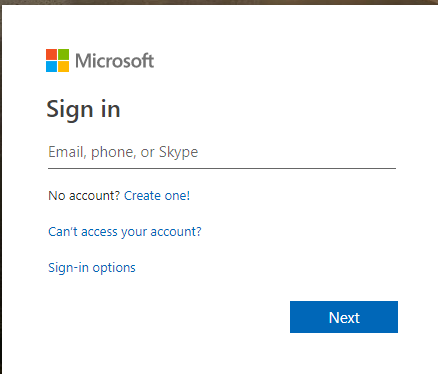 Microsoft
Sign in
Email, phone, or Skype
No account? Create one!
Can't access your account?
Sign-in options
Next